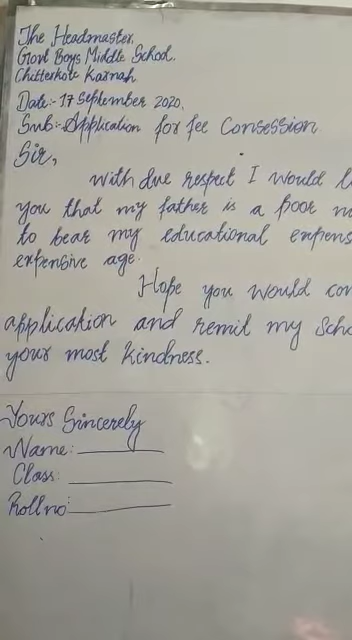 The Headmaster,
Govt Boys Middle School.
Chitterkote Karnah
Date:- 17 September 2020.
Sub:- Application for fee Consession
Sir,
With due respect I would
you that my father is a poor
to bear my educational
expensive age.
Hope you would
application and remit my
your most kindness.
Yours Sincerely
Name:
Class:
Roll no: